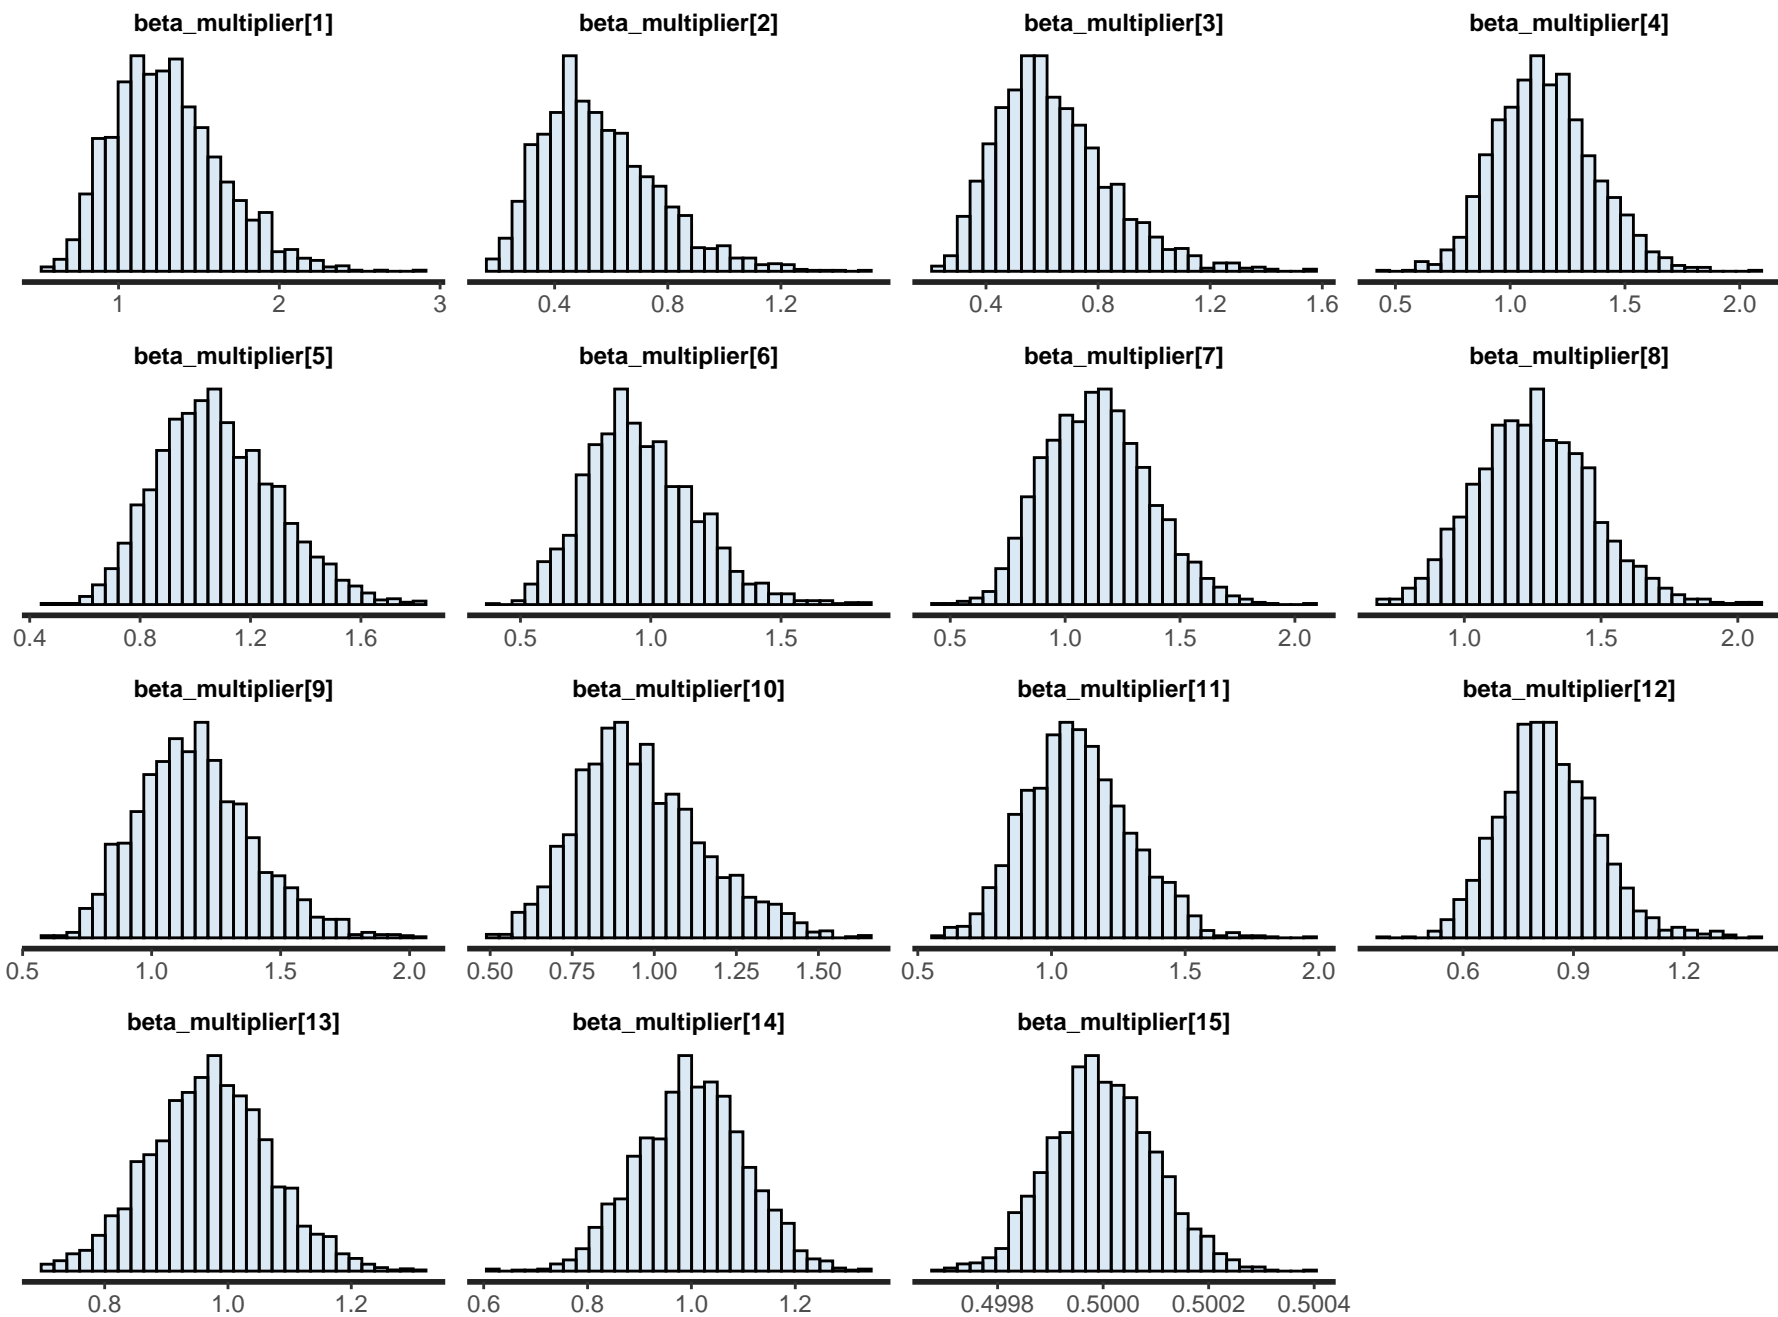 beta_multiplier[1] beta_multiplier[2] beta_multiplier[3] beta_multiplier[4]
1 2 3 0.4 0.8 1.2 0.4 0.8 1.2 1.6 0.5 1.0 1.5 2.0
beta_multiplier[5] beta_multiplier[6] beta_multiplier[7] beta_multiplier[8]
0.4 0.8 1.2 1.6 0.5 1.0 1.5 0.5 1.0 1.5 2.0 1.0 1.5 2.0
beta_multiplier[9] beta_multiplier[10] beta_multiplier[11] beta_multiplier[12]
0.5 1.0 1.5 2.0 0.50 0.75 1.00 1.25 1.50 0.5 1.0 1.5 2.0 0.6 0.9 1.2
beta_multiplier[13] beta_multiplier[14] beta_multiplier[15]
0.8 1.0 1.2 0.6 0.8 1.0 1.2 0.4998 0.5000 0.5002 0.5004